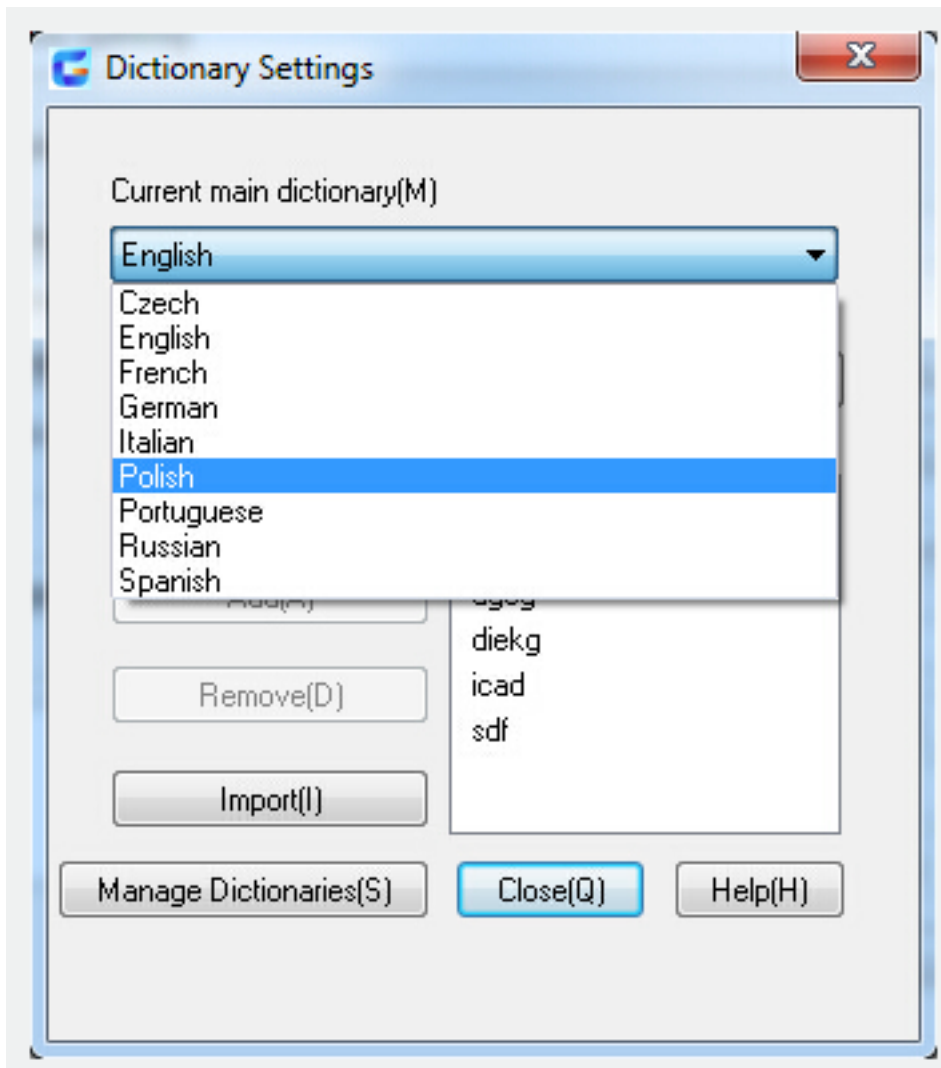 Dictionary Settings
Current main dictionary(M)
English
Czech
English
French
German
Italian
Polish
Portuguese
Russian
Spanish
diekg
Remove(D)
icad
sdf
Import(I)
Manage Dictionaries(S)
Close(Q)
Help(H)